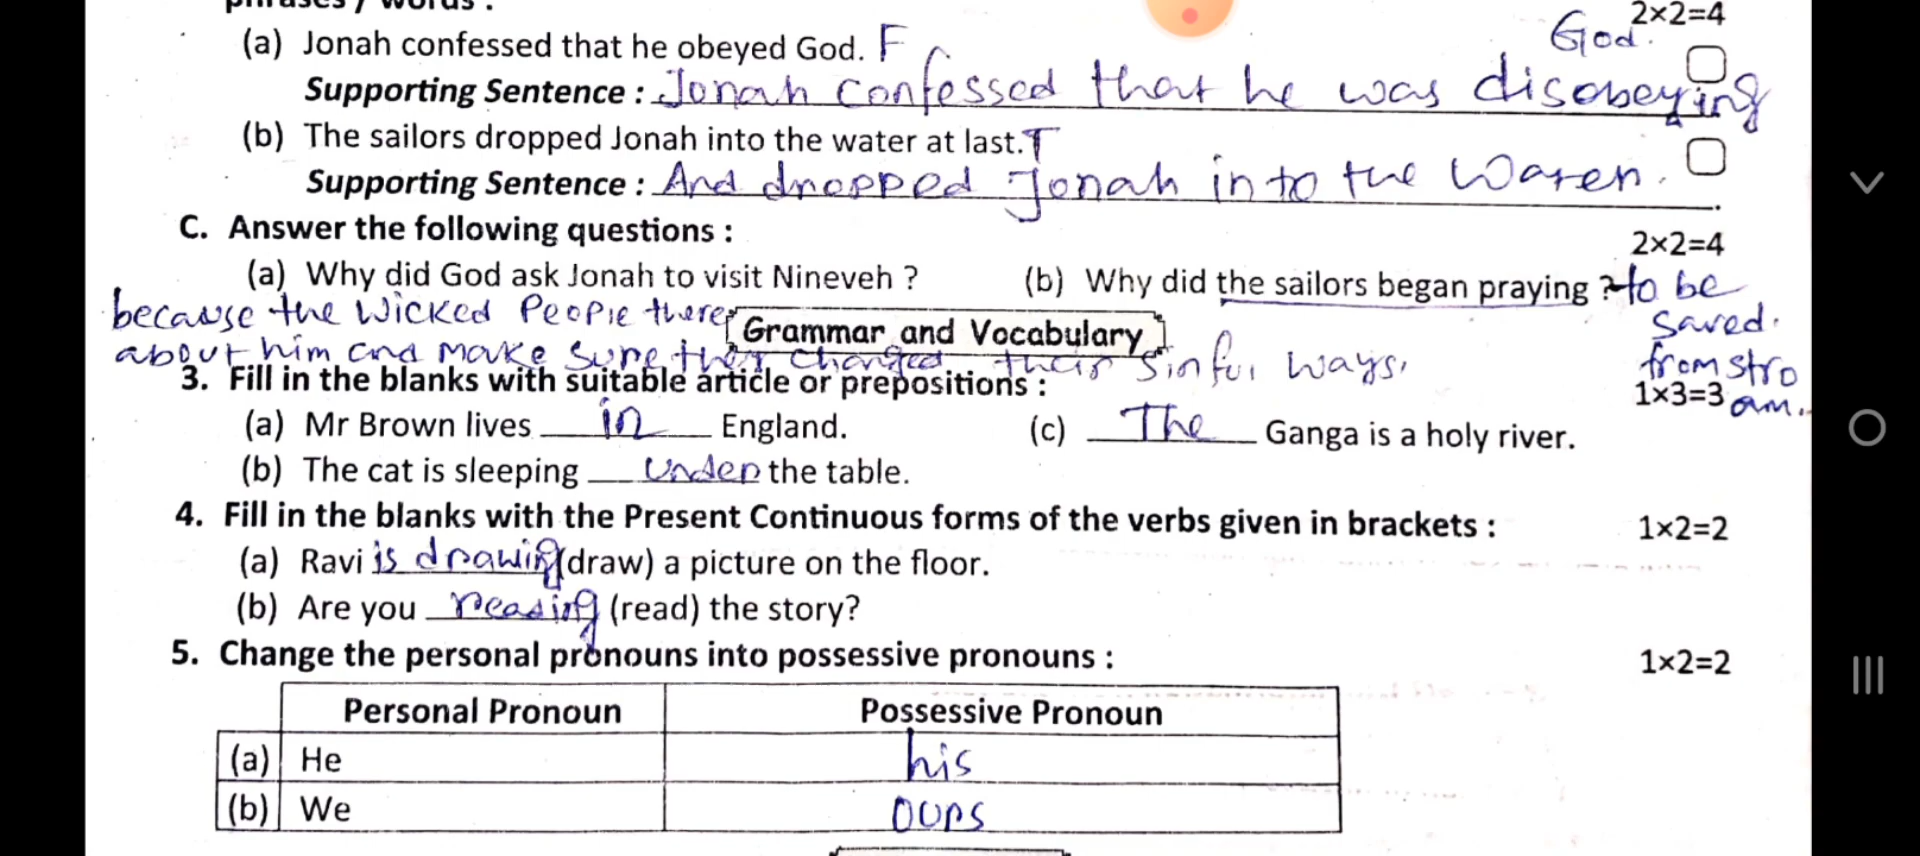 phrases / words :
2×2=4
(a) Jonah confessed that he obeyed God. F
God.
Supporting Sentence : Jonah confessed that he was disobeying
(b) The sailors dropped Jonah into the water at last. T
Supporting Sentence : And dropped Jonah into the water.
C. Answer the following questions :
2×2=4
(a) Why did God ask Jonah to visit Nineveh ? (b) Why did the sailors began praying ? to be
because the wicked people there
saved.
Grammar and Vocabulary
about him and make sure they changed their sinful ways.
from stro
3. Fill in the blanks with suitable article or prepositions :
1×3=3
am.
(a) Mr Brown lives in England. (c) The Ganga is a holy river.
(b) The cat is sleeping under the table.
4. Fill in the blanks with the Present Continuous forms of the verbs given in brackets : 1×2=2
(a) Ravi is drawing (draw) a picture on the floor.
(b) Are you reading (read) the story?
5. Change the personal pronouns into possessive pronouns : 1×2=2
Personal Pronoun Possessive Pronoun
(a) He his
(b) We ours